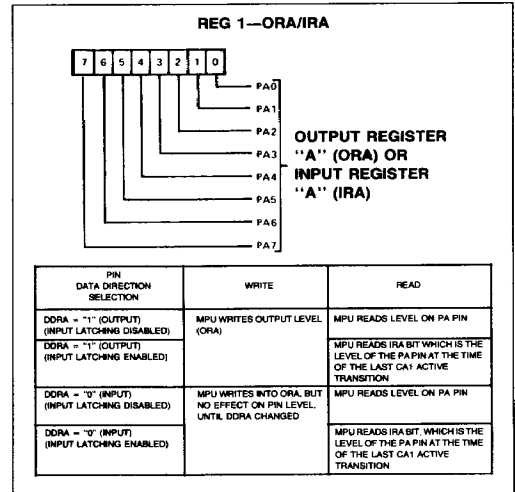 REG 1—ORA/IRA
7 6 5 4 3 2 1 0
PA0
PA1
PA2
PA3
PA4
PA5
PA6
PA7
OUTPUT REGISTER
"A" (ORA) OR
INPUT REGISTER
"A" (IRA)
PIN
DATA DIRECTION
SELECTION
WRITE
READ
DDRA = "1" (OUTPUT)
(INPUT LATCHING DISABLED)
MPU WRITES OUTPUT LEVEL
(ORA)
MPU READS LEVEL ON PA PIN
DDRA = "1" (OUTPUT)
(INPUT LATCHING ENABLED)
MPU READS IRA BIT WHICH IS THE
LEVEL OF THE PA PIN AT THE TIME
OF THE LAST CA1 ACTIVE
TRANSITION
DDRA = "0" (INPUT)
(INPUT LATCHING DISABLED)
MPU WRITES INTO ORA, BUT
NO EFFECT ON PIN LEVEL,
UNTIL DDRA CHANGED
MPU READS LEVEL ON PA PIN
DDRA = "0" (INPUT)
(INPUT LATCHING ENABLED)
MPU READS IRA BIT, WHICH IS THE
LEVEL OF THE PA PIN AT THE TIME
OF THE LAST CA1 ACTIVE
TRANSITION